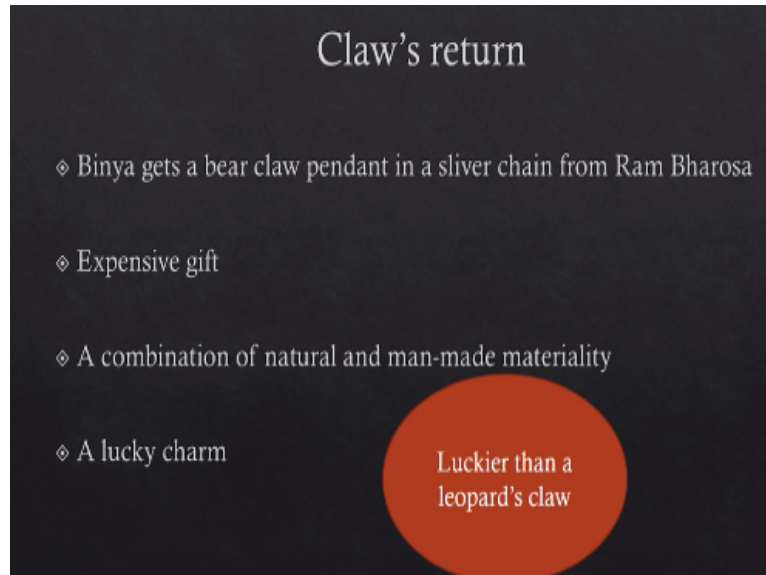 Claw's return
Binya gets a bear claw pendant in a sliver chain from Ram Bharosa
Expensive gift
A combination of natural and man-made materiality
A lucky charm
Luckier than a
leopard's claw